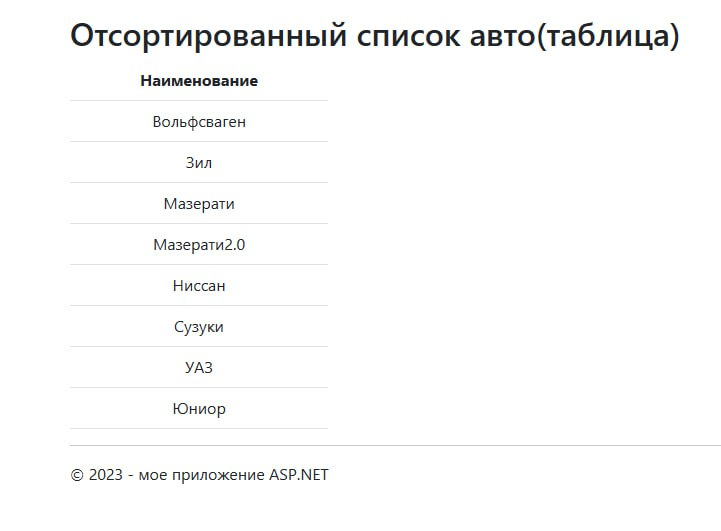 Отсортированный список авто(таблица)
Наименование
Вольфсваген
Зил
Мазерати
Мазерати2.0
Ниссан
Сузуки
УАЗ
Юниор
© 2023 - мое приложение ASP.NET